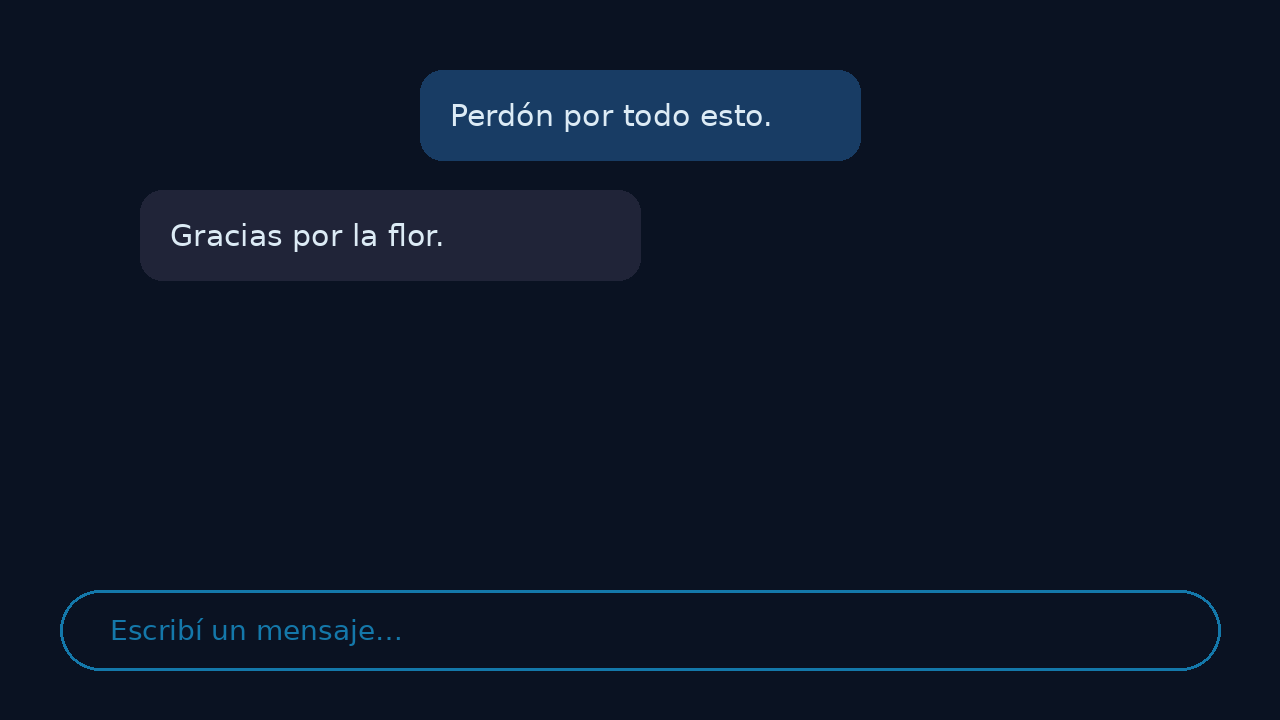 Perdón por todo esto.
Gracias por la flor.
Escribí un mensaje...